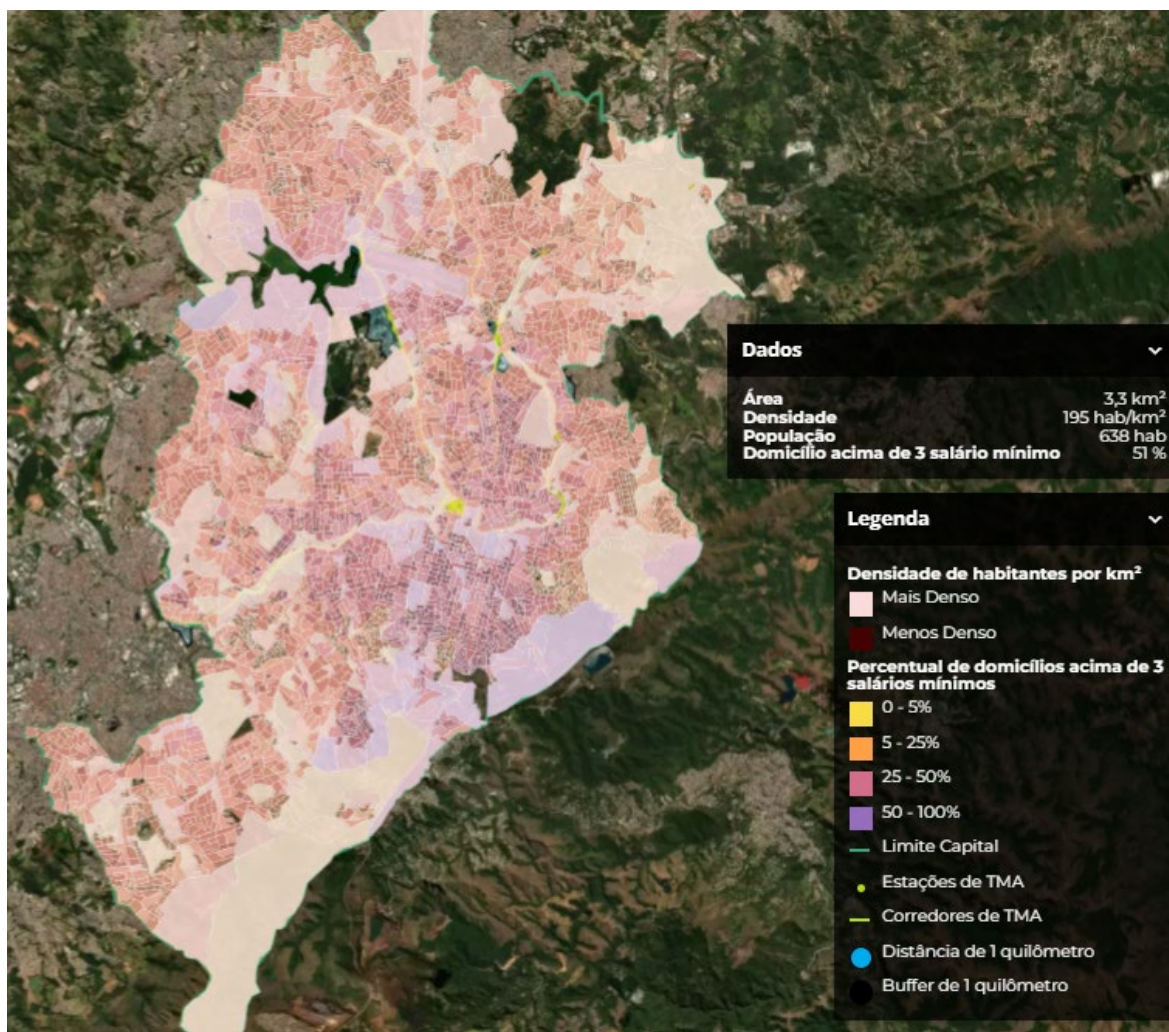 Dados
Área 3,3 km²
Densidade 195 hab/km²
População 638 hab
Domicílio acima de 3 salário mínimo 51 %
Legenda
Densidade de habitantes por km²
Mais Denso
Menos Denso
Percentual de domicílios acima de 3
salários mínimos
0 - 5%
5 - 25%
25 - 50%
50 - 100%
Limite Capital
Estações de TMA
Corredores de TMA
Distância de 1 quilômetro
Buffer de 1 quilômetro